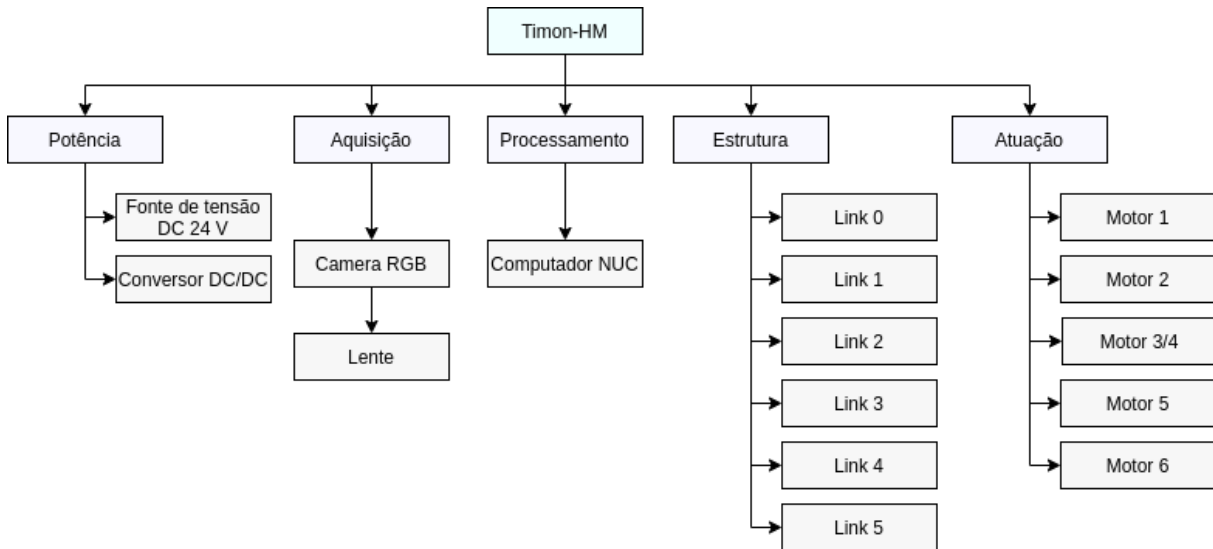 Timon-HM
Potência
Aquisição
Processamento
Estrutura
Atuação
Fonte de tensão
DC 24 V
Conversor DC/DC
Camera RGB
Lente
Computador NUC
Link 0
Link 1
Link 2
Link 3
Link 4
Link 5
Motor 1
Motor 2
Motor 3/4
Motor 5
Motor 6